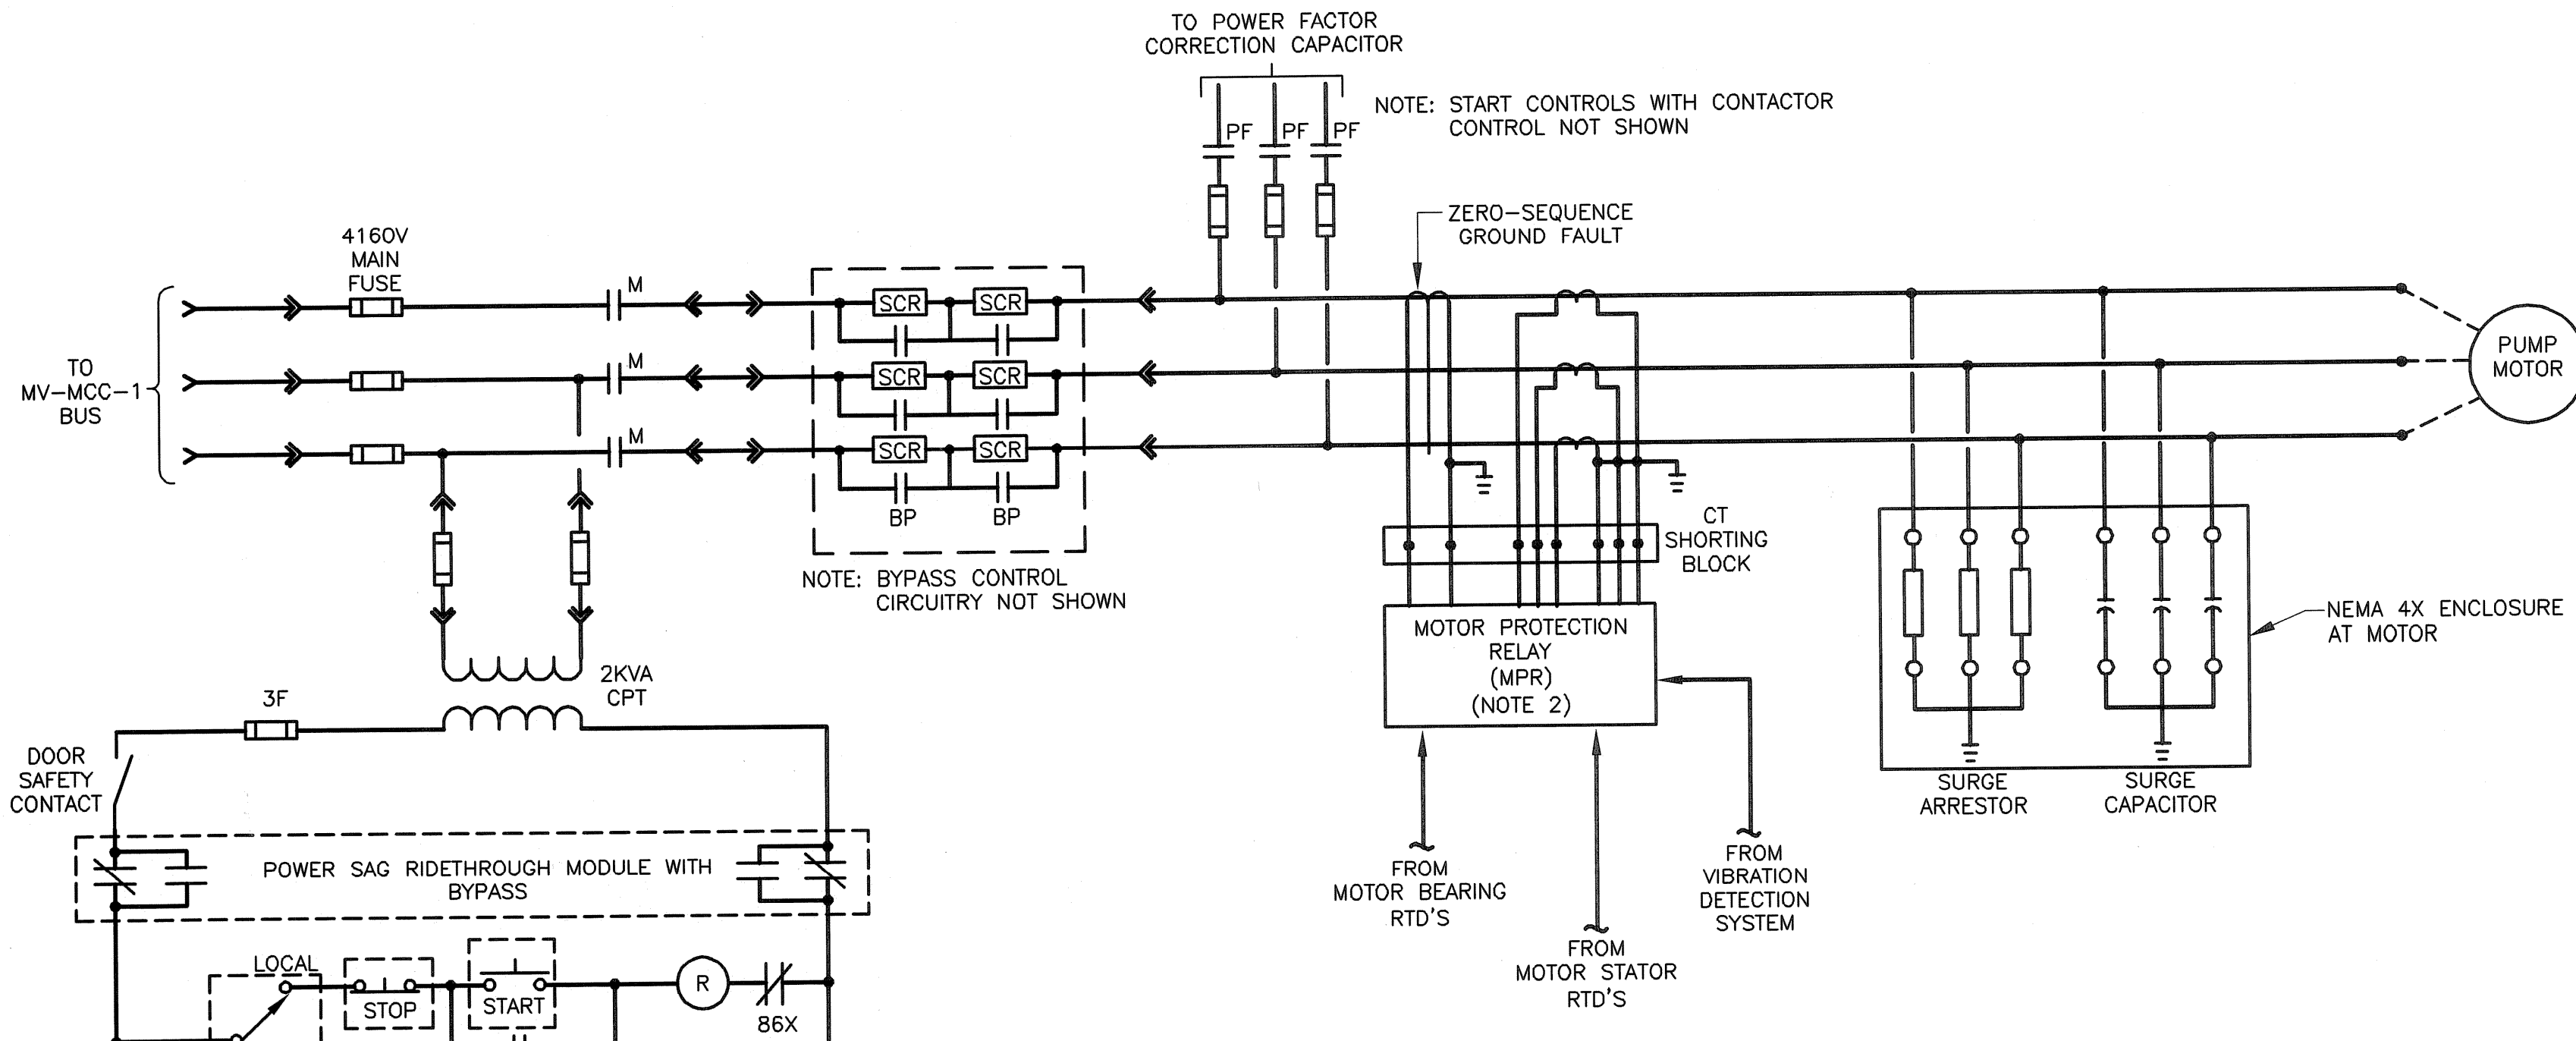 TO POWER FACTOR
CORRECTION CAPACITOR
NOTE: START CONTROLS WITH CONTACTOR
CONTROL NOT SHOWN
PF
PF
PF
ZERO-SEQUENCE
GROUND FAULT
4160V
MAIN
FUSE
M
SCR
SCR
M
SCR
SCR
M
SCR
SCR
BP
BP
TO
MV-MCC-1
BUS
PUMP
MOTOR
NOTE: BYPASS CONTROL
CIRCUITRY NOT SHOWN
CT
SHORTING
BLOCK
MOTOR PROTECTION
RELAY
(MPR)
(NOTE 2)
NEMA 4X ENCLOSURE
AT MOTOR
2KVA
CPT
3F
DOOR
SAFETY
CONTACT
SURGE
ARRESTOR
SURGE
CAPACITOR
POWER SAG RIDETHROUGH MODULE WITH
BYPASS
FROM
MOTOR BEARING
RTD'S
FROM
MOTOR STATOR
RTD'S
FROM
VIBRATION
DETECTION
SYSTEM
LOCAL
STOP
START
R
86X